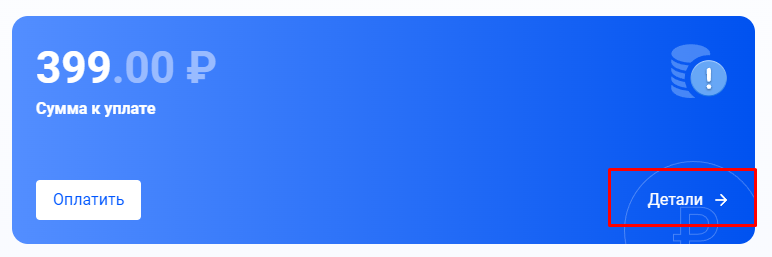 399.00 ₽
Сумма к уплате
Оплатить
Детали →